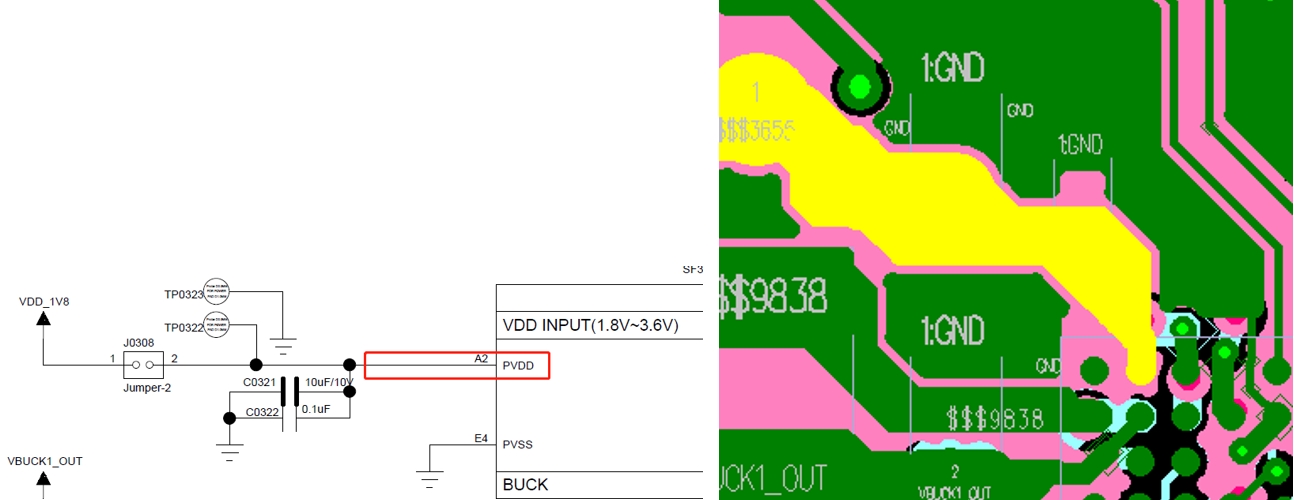 SF3
VDD_1V8
TP0323
TP0322
VDD INPUT(1.8V~3.6V)
J0308
1
2
A2
PVDD
Jumper-2
C0321
10uF/10V
C0322
0.1uF
E4
PVSS
VBUCK1_OUT
BUCK
1:GND
1
GND
GND
$$$3655
1:GND
$$$9838
1:GND
GND
$$$9838
BUCK1_OUT
2
VBUCK1_OUT